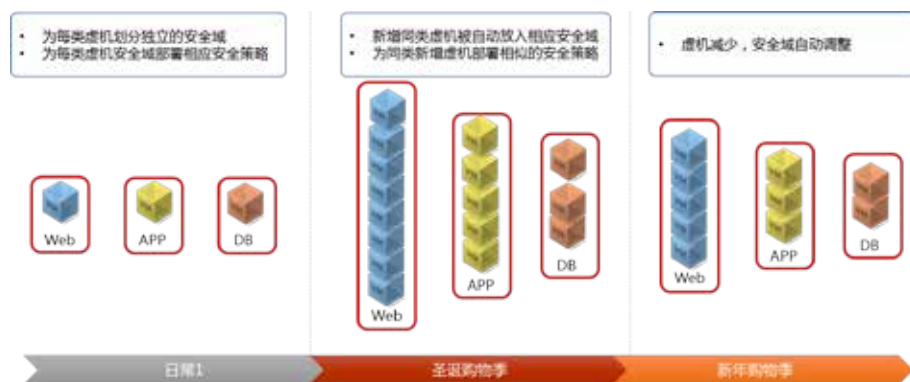 • 为每类虚机划分独立的安全域
• 为每类虚机安全域部署相应安全策略
• 新增同类虚机被自动放入相应安全域
• 为同类新增虚机部署相似的安全策略
• 虚机减少，安全域自动调整
Web
APP
DB
Web
APP
DB
Web
APP
DB
日常1
圣诞购物季
新年购物季